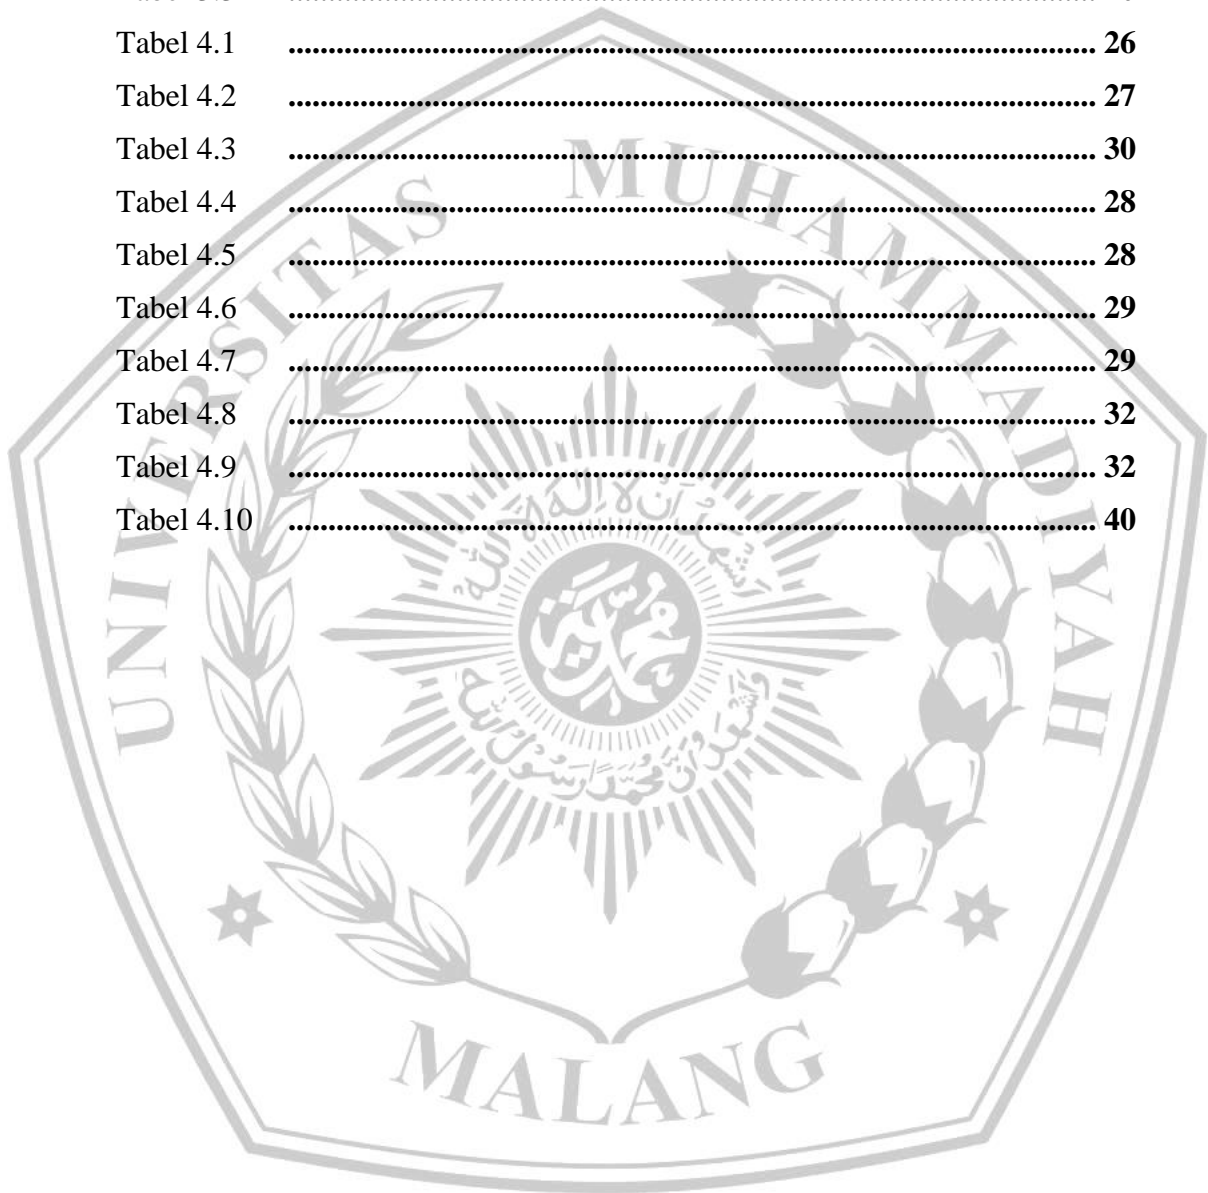 Tabel 4.1 ........................................................................................................ 26
Tabel 4.2 ........................................................................................................ 27
Tabel 4.3 ........................................................................................................ 30
Tabel 4.4 ........................................................................................................ 28
Tabel 4.5 ........................................................................................................ 28
Tabel 4.6 ........................................................................................................ 29
Tabel 4.7 ........................................................................................................ 29
Tabel 4.8 ........................................................................................................ 32
Tabel 4.9 ........................................................................................................ 32
Tabel 4.10 ........................................................................................................ 40
UNIVERSITAS MUHAMMADIYAH
MALANG